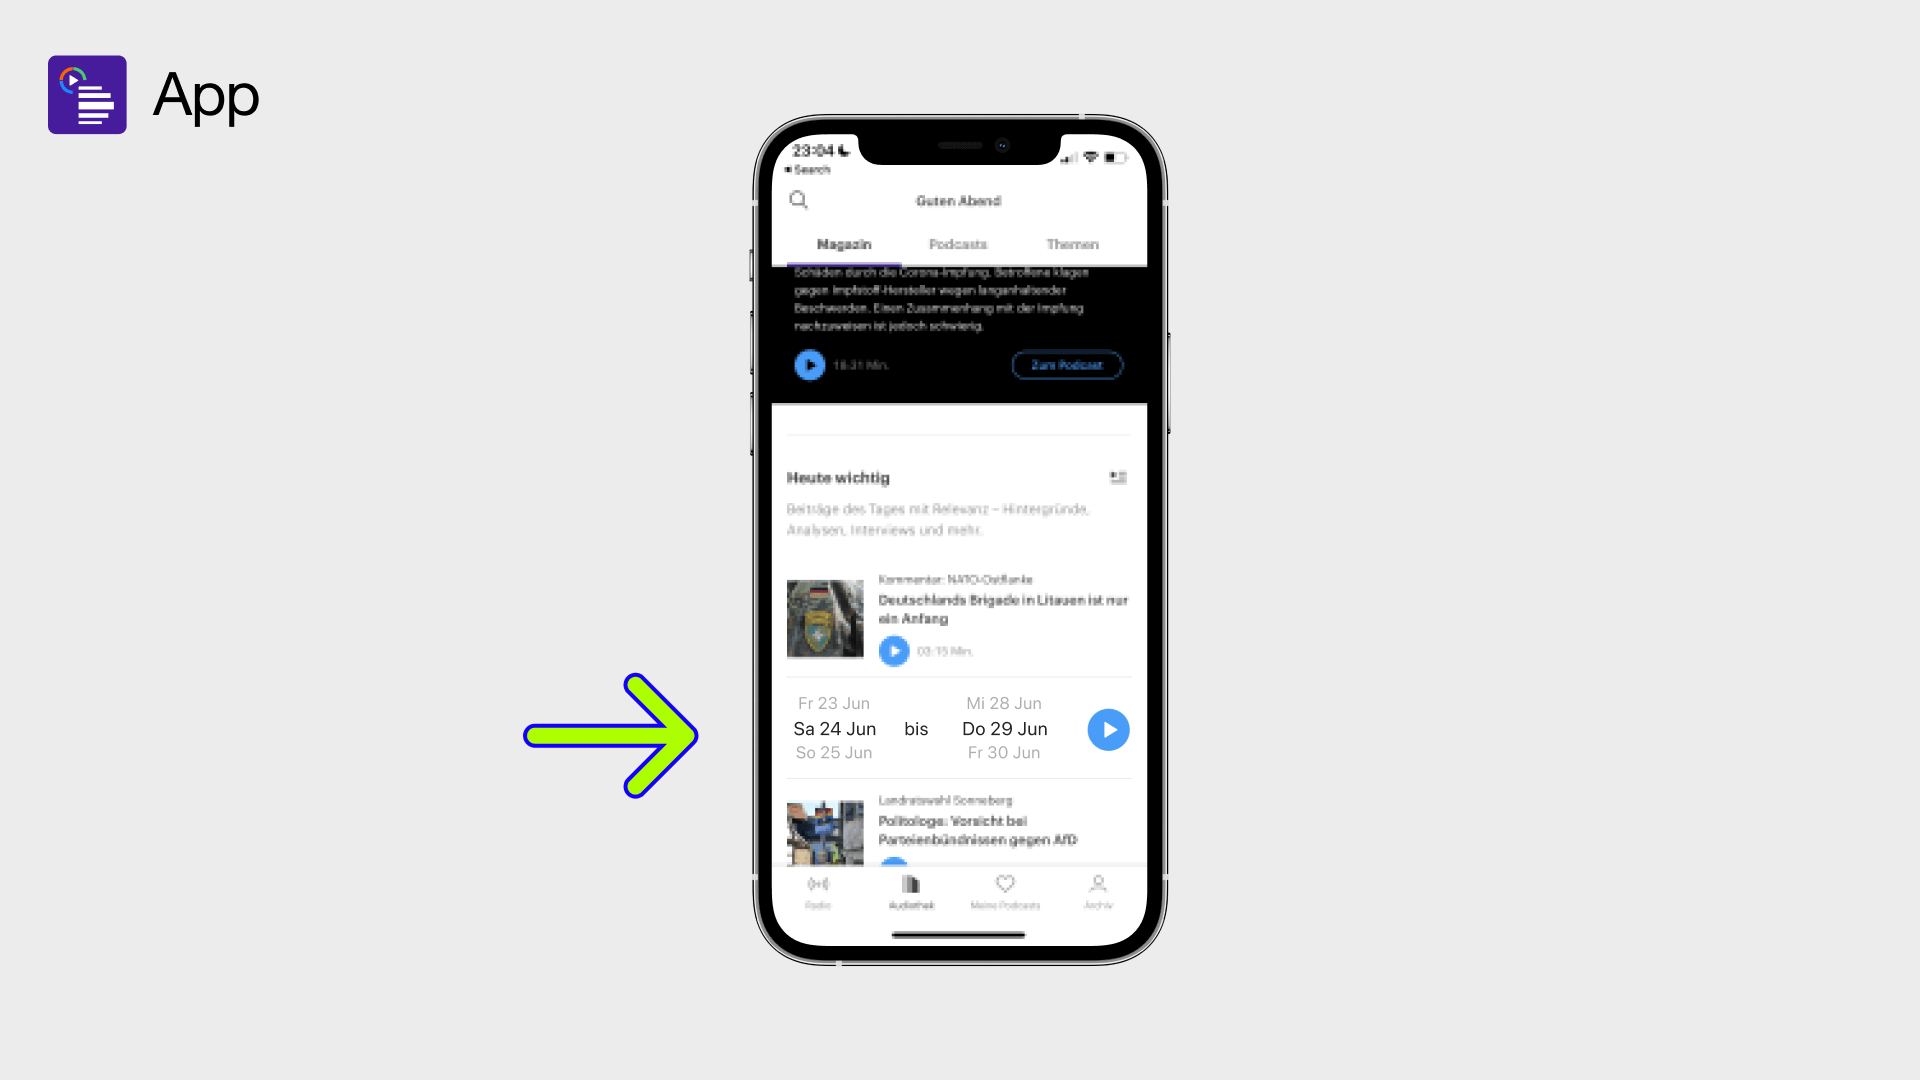 App
23:04
Search
Guten Abend
Magazin
Podcasts
Themen
Schäden durch die Corona-Impfung. Betroffene klagen
gegen Impfstoff-Hersteller wegen langanhaltender
Beschwerden. Einen Zusammenhang mit der Impfung
nachzuweisen ist jedoch schwierig.
Min.
Zum Podcast
Heute wichtig
Beiträge des Tages mit Relevanz – Hintergründe,
Analysen, Interviews und mehr.
Kommentar: NATO-Ostflanke
Deutschlands Brigade in Litauen ist nur
ein Anfang
03:15 Min.
Fr 23 Jun
Mi 28 Jun
Sa 24 Jun bis Do 29 Jun
So 25 Jun
Fr 30 Jun
Landratswahl Sonneberg
Politologe: Vorsicht bei
Parteienbündnissen gegen AfD
Radio
Audiothek
Meine Podcasts
Archiv